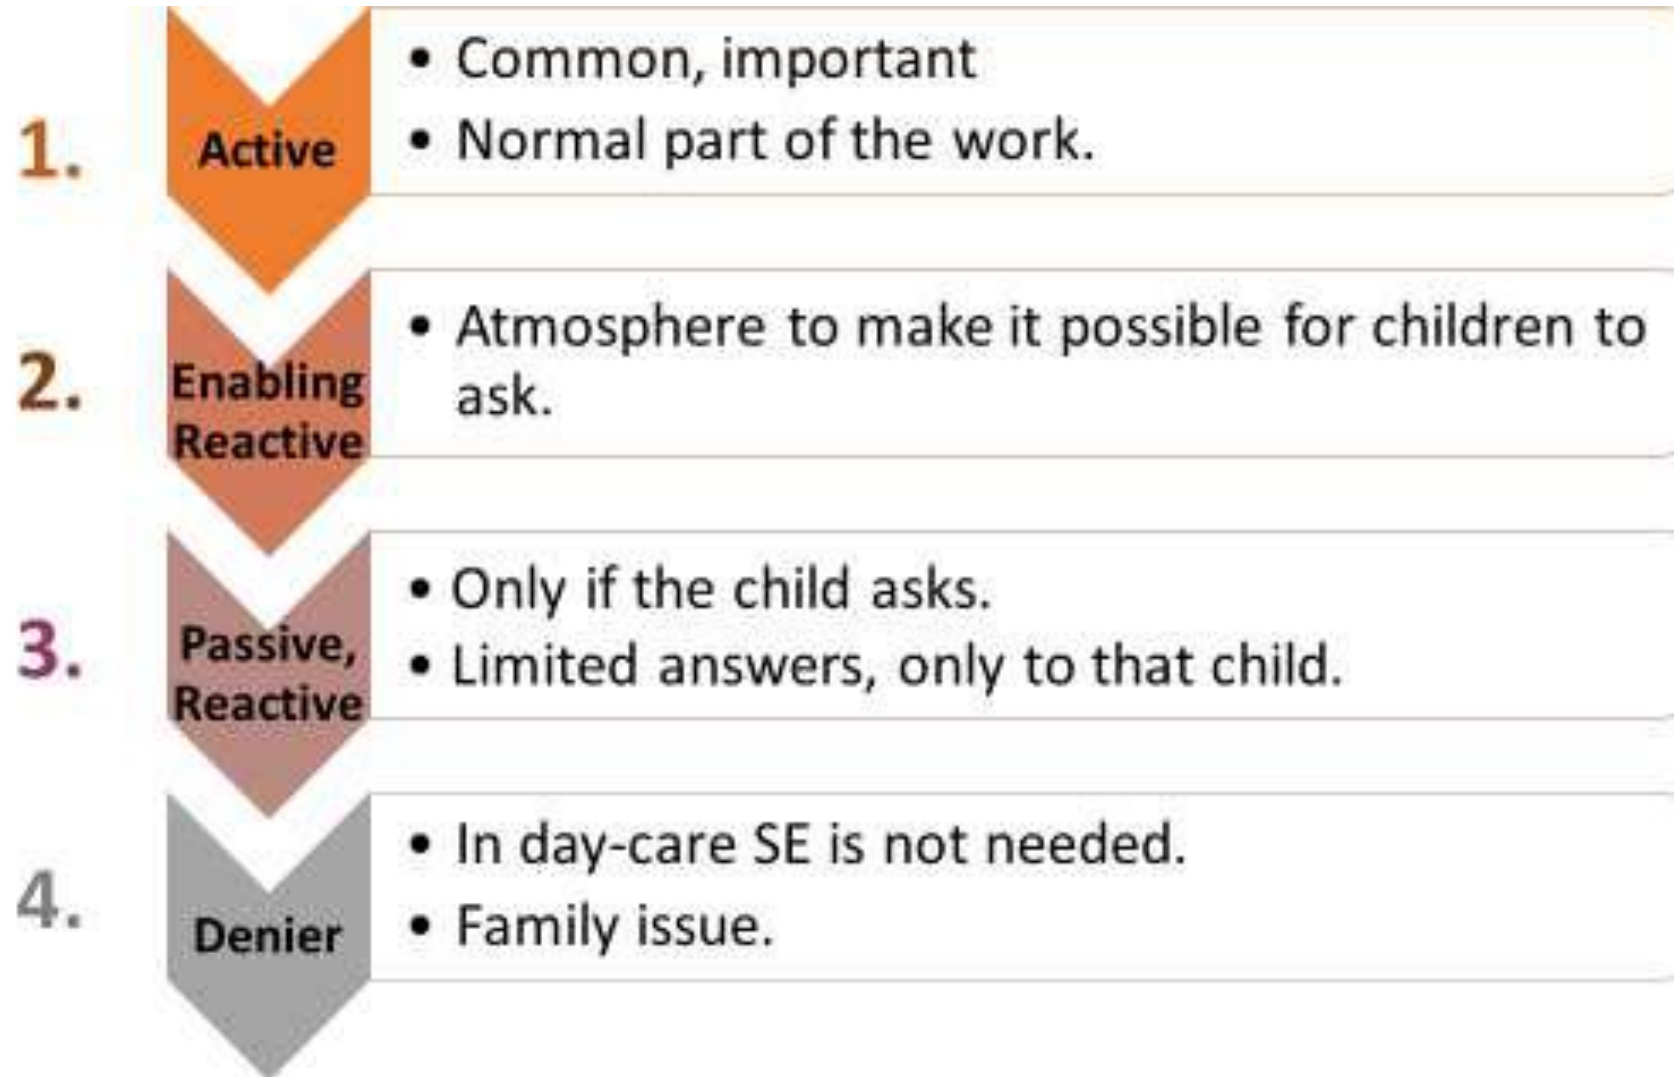 1.
Active
• Common, important
• Normal part of the work.
2.
Enabling
Reactive
• Atmosphere to make it possible for children to
ask.
3.
Passive,
Reactive
• Only if the child asks.
• Limited answers, only to that child.
4.
Denier
• In day-care SE is not needed.
• Family issue.